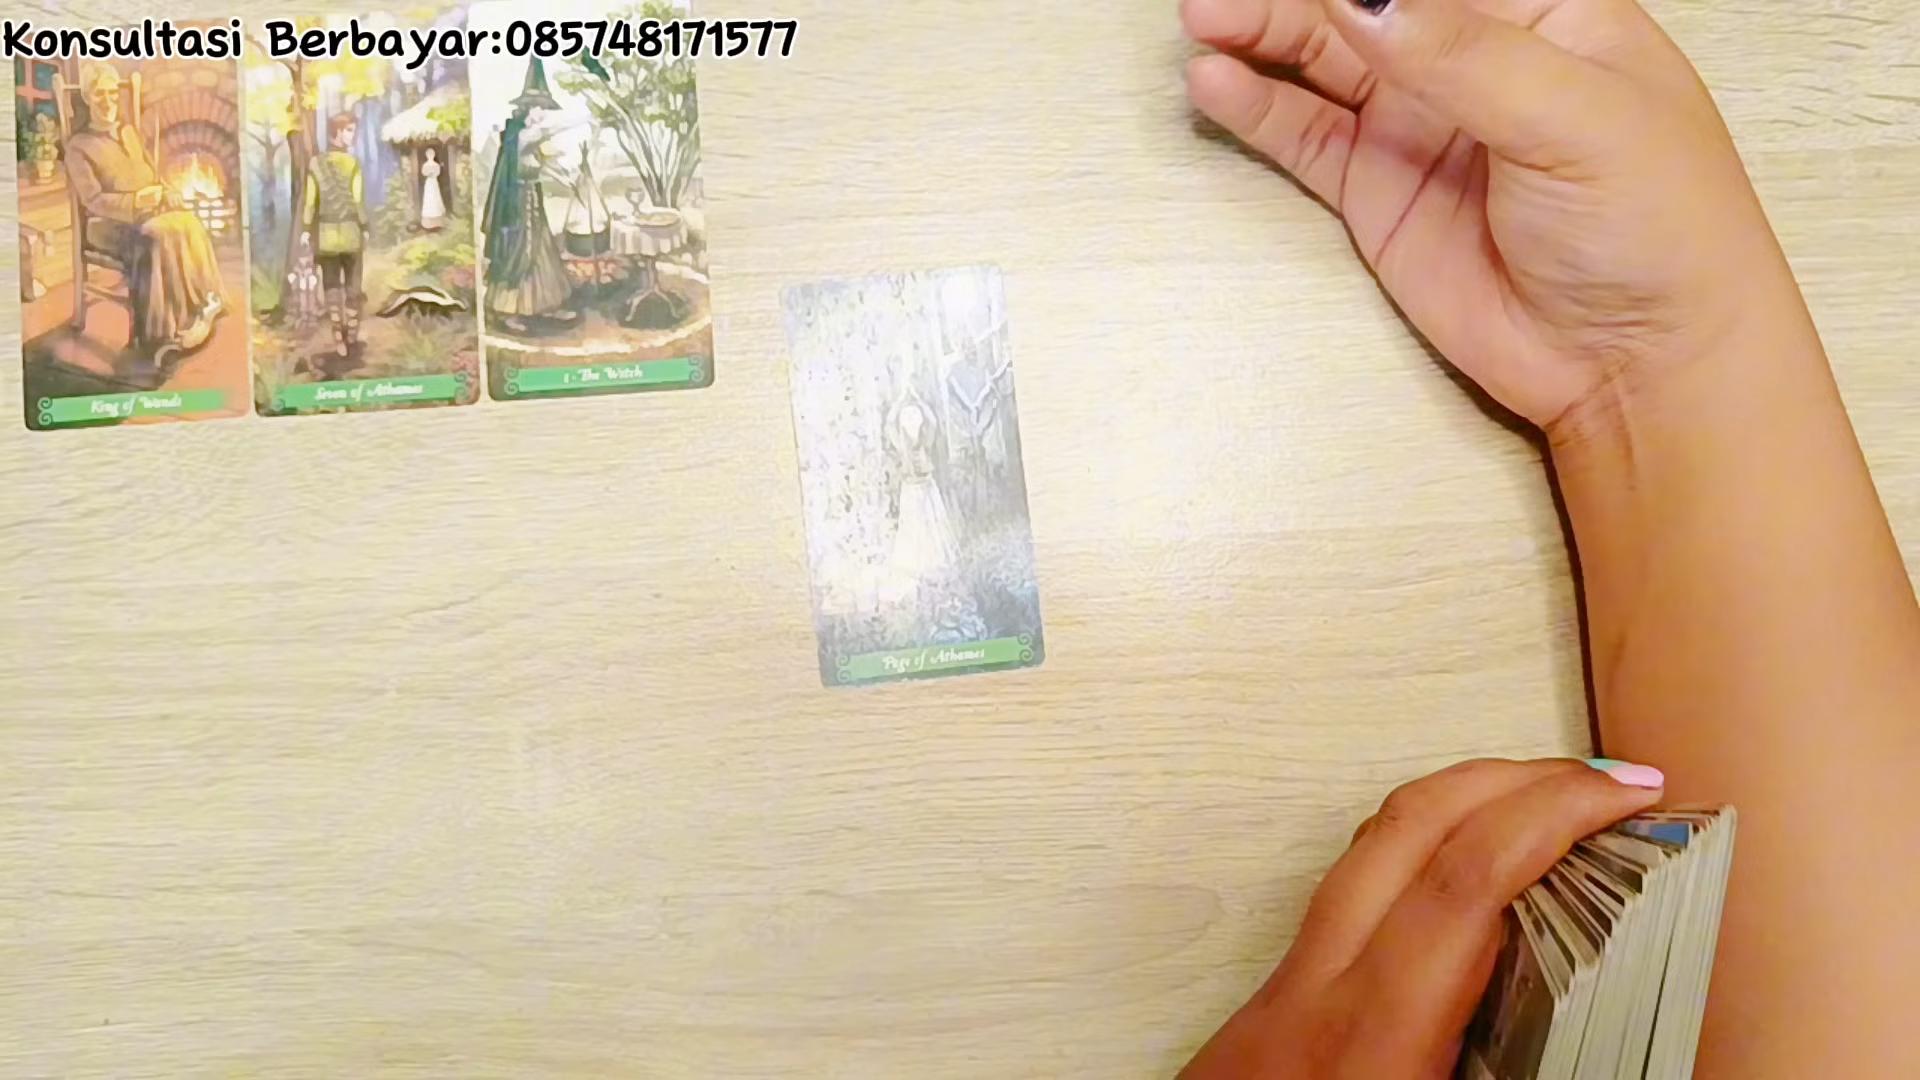 Konsultasi Berbayar:085748171577
King of Wands
Seven of Athames
1 - The Witch
Page of Athames